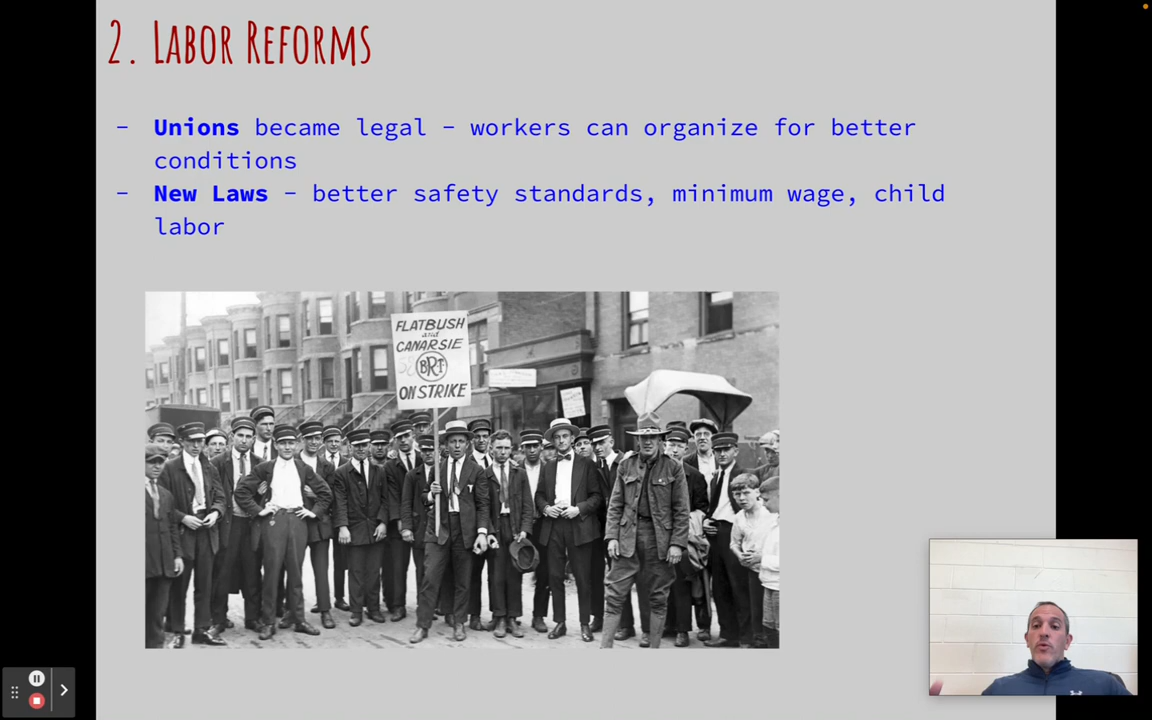 2. Labor Reforms
- Unions became legal - workers can organize for better
conditions
- New Laws - better safety standards, minimum wage, child
labor
FLATBUSH
and
CANARSIE
BRT
ON STRIKE